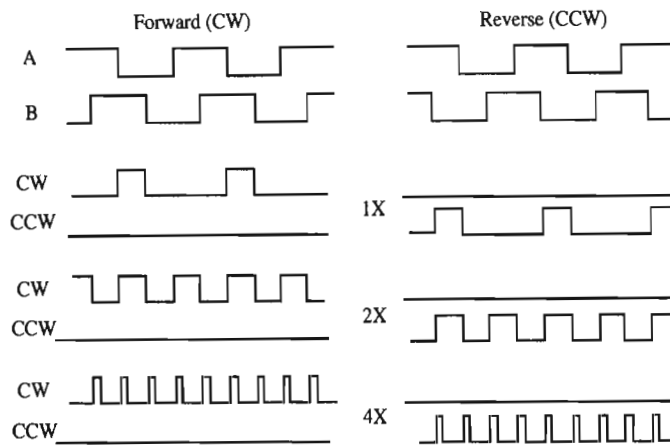 Forward (CW) Reverse (CCW)
A
B
CW
1X
CCW
CW
2X
CCW
CW
4X
CCW